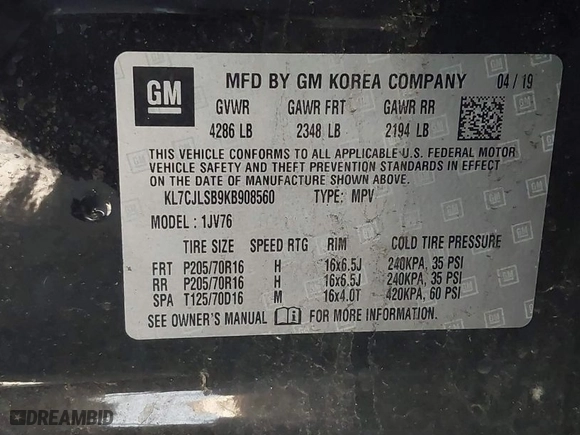 GM
MFD BY GM KOREA COMPANY 04 / 19
GVWR GAWR FRT GAWR RR
4286 LB 2348 LB 2194 LB
THIS VEHICLE CONFORMS TO ALL APPLICABLE U.S. FEDERAL MOTOR
VEHICLE SAFETY AND THEFT PREVENTION STANDARDS IN EFFECT ON
THE DATE OF MANUFACTURE SHOWN ABOVE.
KL7CJLSB9KB908560 TYPE: MPV
MODEL: 1JV76
TIRE SIZE SPEED RTG RIM COLD TIRE PRESSURE
FRT P205/70R16 H 16x6.5J 240KPA, 35 PSI
RR P205/70R16 H 16x6.5J 240KPA, 35 PSI
SPA T125/70D16 M 16x4.0T 420KPA, 60 PSI
SEE OWNER'S MANUAL FOR MORE INFORMATION.
DREAMBID